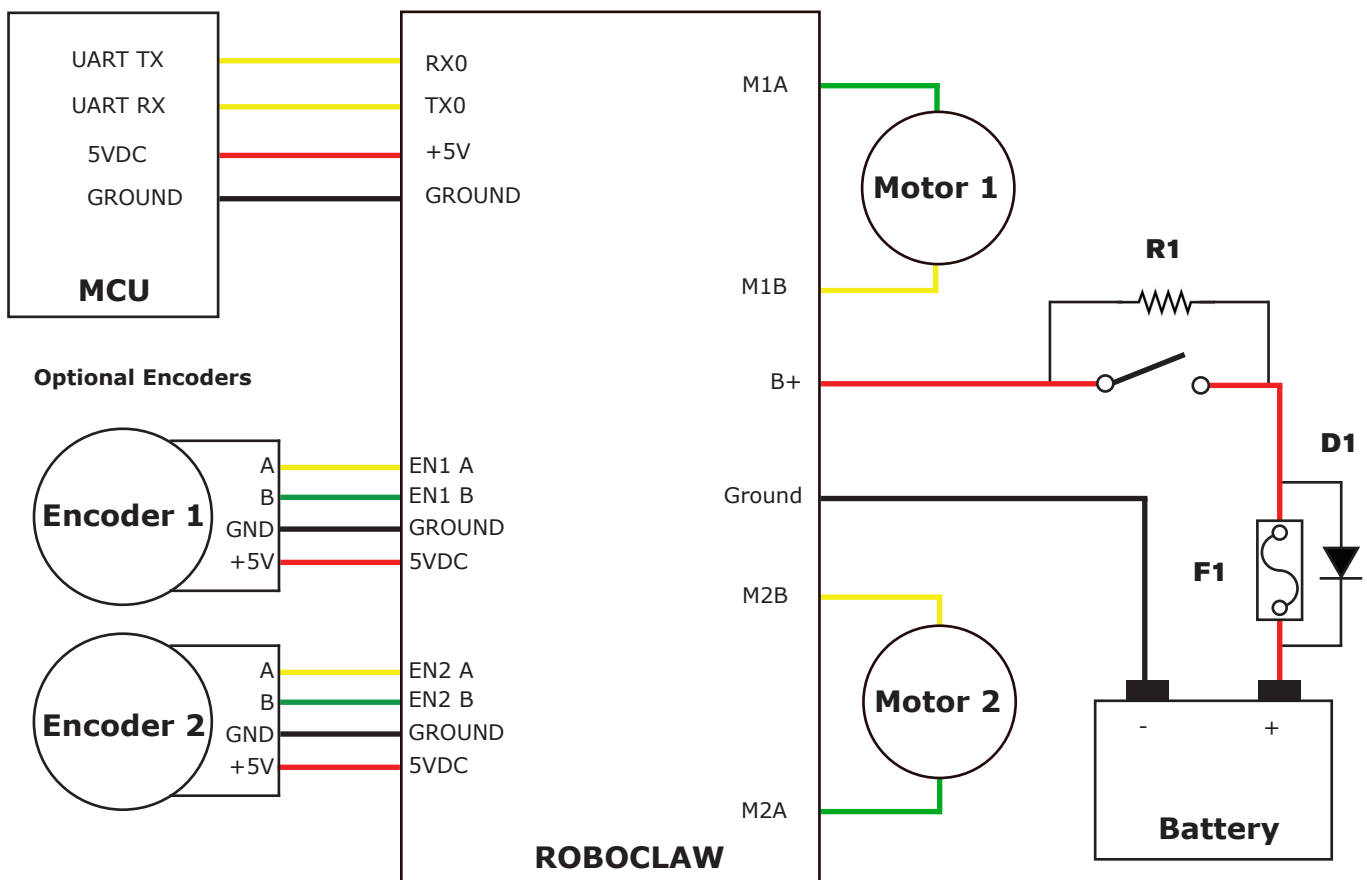 UART TX
UART RX
5VDC
GROUND
MCU
RX0
TX0
+5V
GROUND
M1A
Motor 1
M1B
R1
B+
Optional Encoders
Encoder 1
A
B
GND
+5V
EN1 A
EN1 B
GROUND
5VDC
Ground
D1
F1
Encoder 2
A
B
GND
+5V
EN2 A
EN2 B
GROUND
5VDC
M2B
Motor 2
M2A
- +
Battery
ROBOCLAW